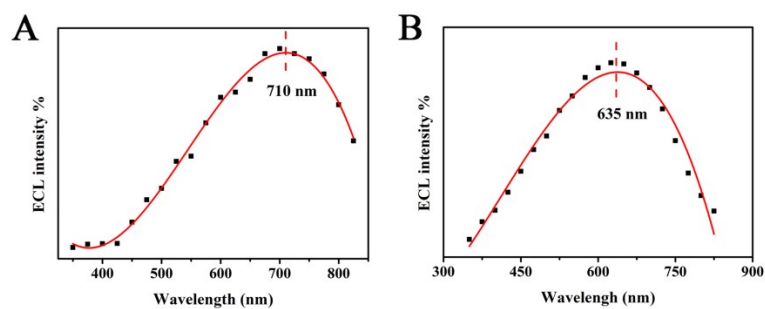 A
ECL intensity %
710 nm
400 500 600 700 800
Wavelength (nm)
B
ECL intensity %
635 nm
300 450 600 750 900
Wavelengh (nm)